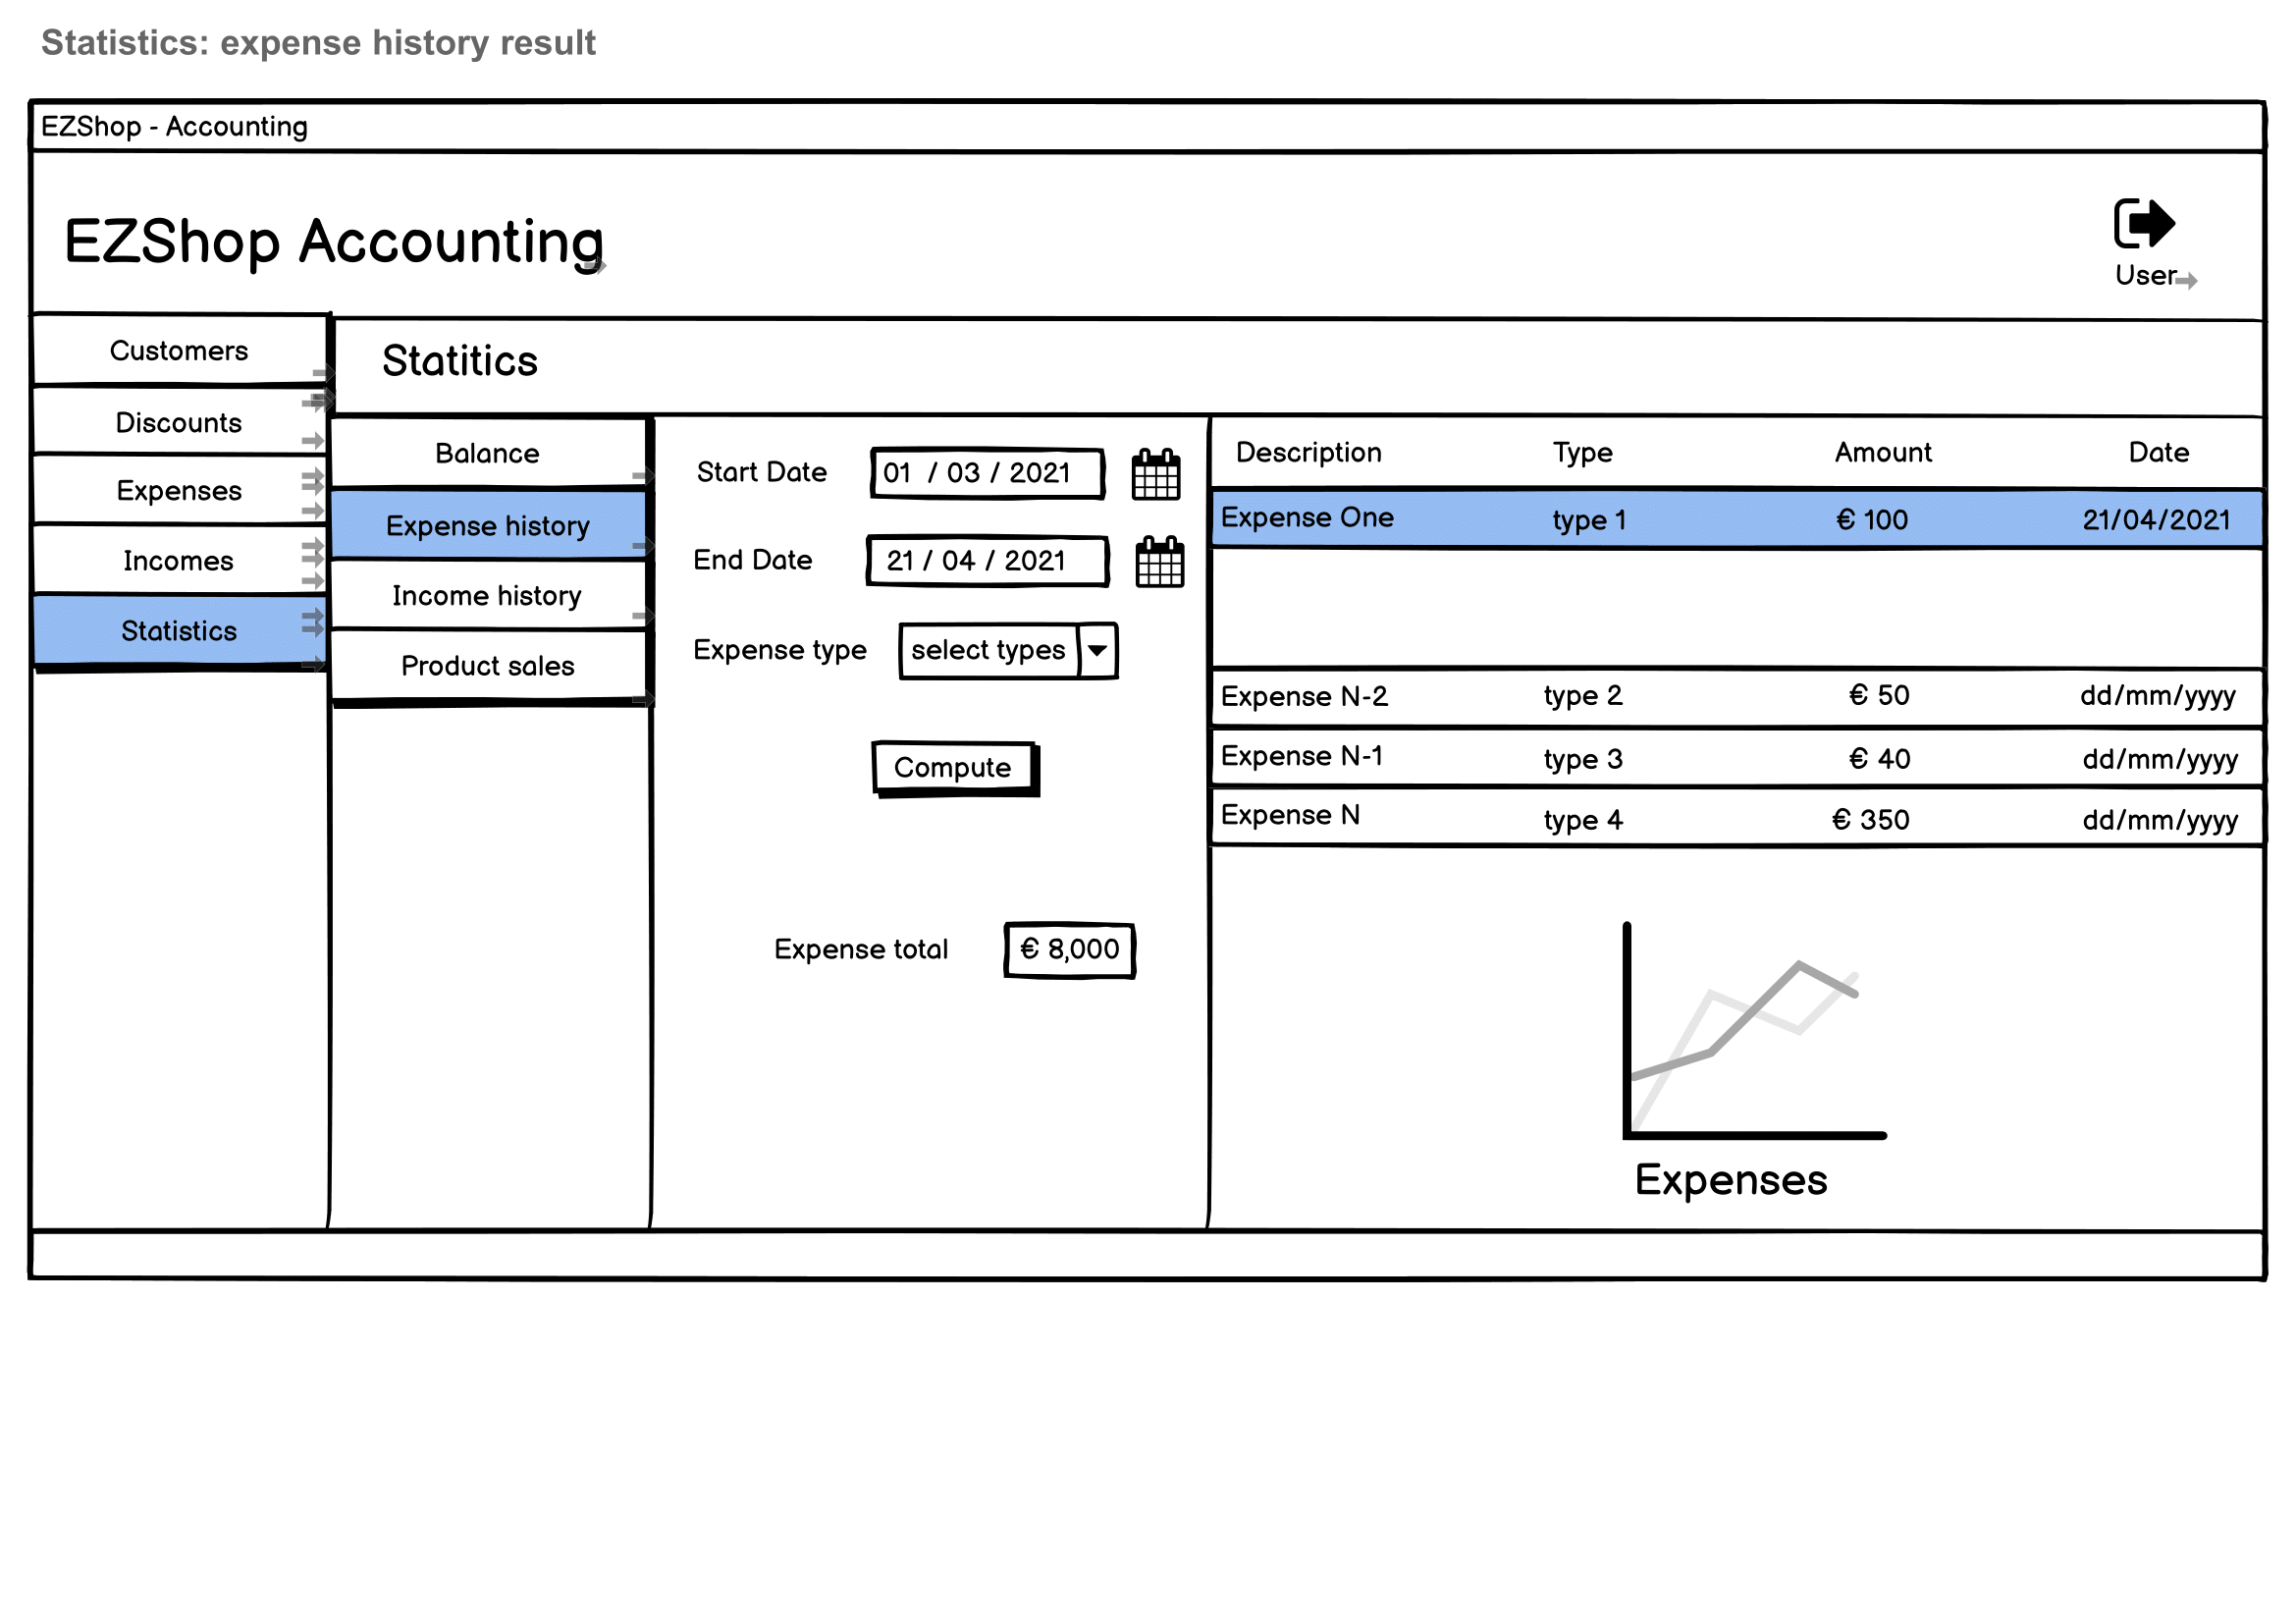 Statistics: expense history result
EZShop - Accounting
EZShop Accounting
User
Customers
Discounts
Expenses
Incomes
Statistics
Statitics
Balance
Expense history
Income history
Product sales
Start Date 01 / 03 / 2021
End Date 21 / 04 / 2021
Expense type select types
Compute
Expense total € 8,000
Description Type Amount Date
Expense One type 1 € 100 21/04/2021
Expense N-2 type 2 € 50 dd/mm/yyyy
Expense N-1 type 3 € 40 dd/mm/yyyy
Expense N type 4 € 350 dd/mm/yyyy
Expenses